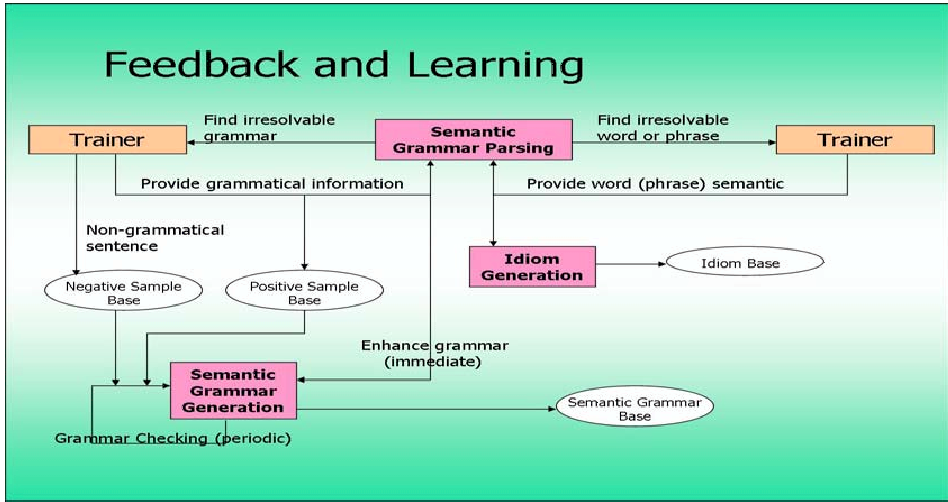 Feedback and Learning
Find irresolvable
grammar
Find irresolvable
word or phrase
Trainer
Semantic
Grammar Parsing
Trainer
Provide grammatical information
Provide word (phrase) semantic
Non-grammatical
sentence
Idiom
Generation
Idiom Base
Negative Sample
Base
Positive Sample
Base
Enhance grammar
(immediate)
Semantic
Grammar
Generation
Semantic Grammar
Base
Grammar Checking (periodic)